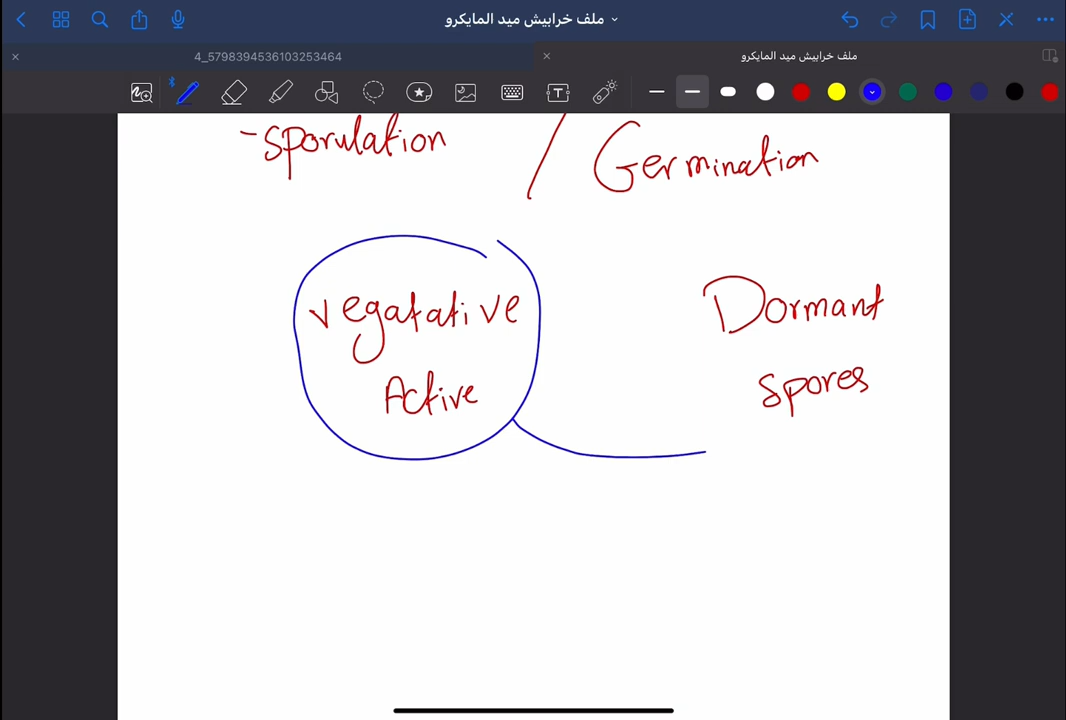 ملف خرابيش ميد المايكرو
4_5798394536103253464
ملف خرابيش ميد المايكرو
-sporulation / Germination
vegatative
Active
Dormant
spores